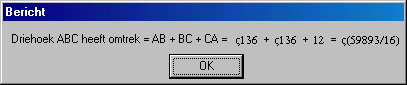 Bericht
Driehoek ABC heeft omtrek = AB + BC + CA = ç136 + ç136 + 12 = ç(59893/16)
OK